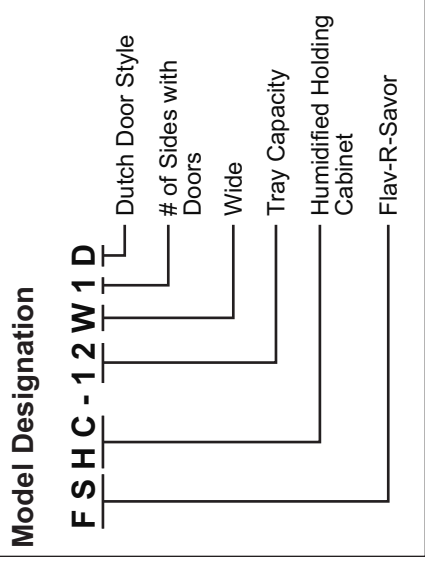 Model Designation
F S H C - 1 2 W 1 D
Dutch Door Style
# of Sides with
Doors
Wide
Tray Capacity
Humidified Holding
Cabinet
Flav-R-Savor